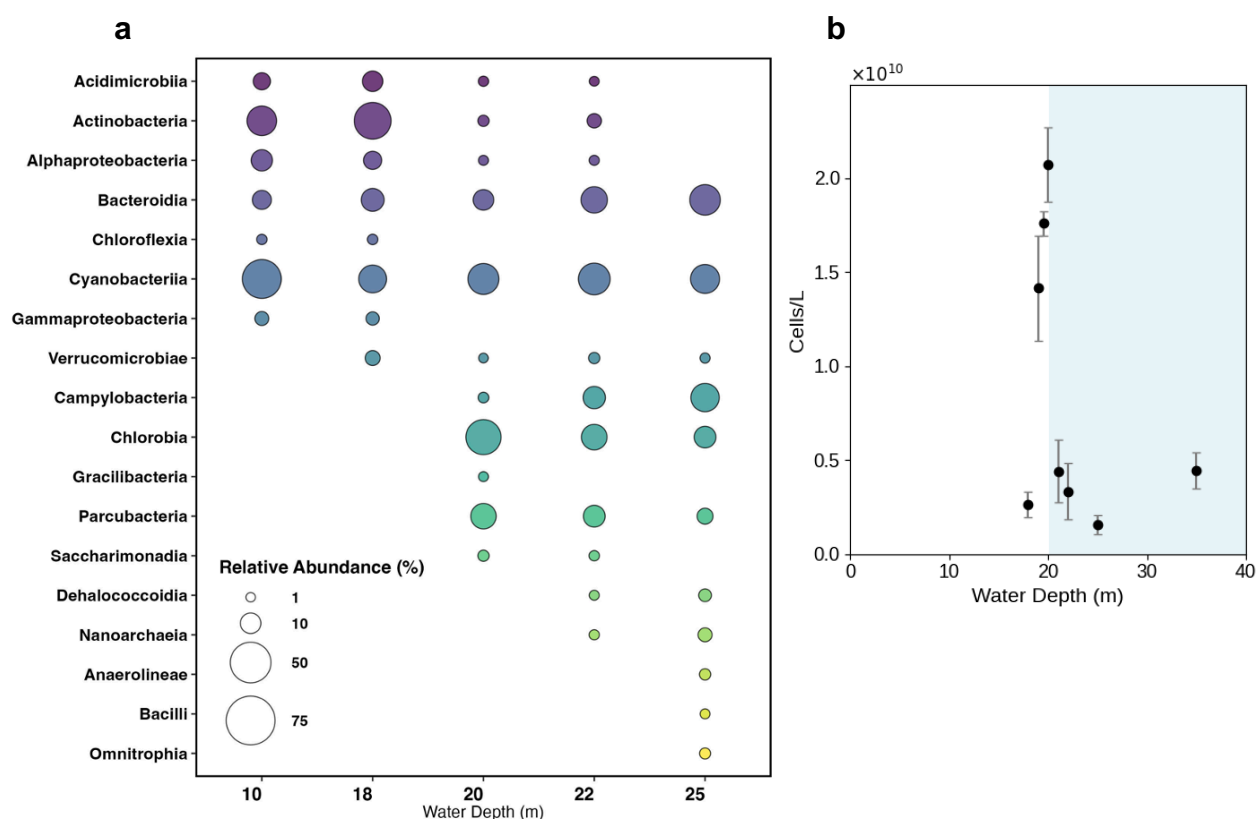 a
Acidimicrobiia
Actinobacteria
Alphaproteobacteria
Bacteroidia
Chloroflexia
Cyanobacteriia
Gammaproteobacteria
Verrucomicrobiae
Campylobacteria
Chlorobia
Gracilibacteria
Parcubacteria
Saccharimonadia
Dehalococcoidia
Nanoarchaeia
Anaerolineae
Bacilli
Omnitrophia
Relative Abundance (%)
1
10
50
75
10 18 20 22 25
Water Depth (m)
b
×10¹⁰
Cells/L
2.0
1.5
1.0
0.5
0.0
0 10 20 30 40
Water Depth (m)